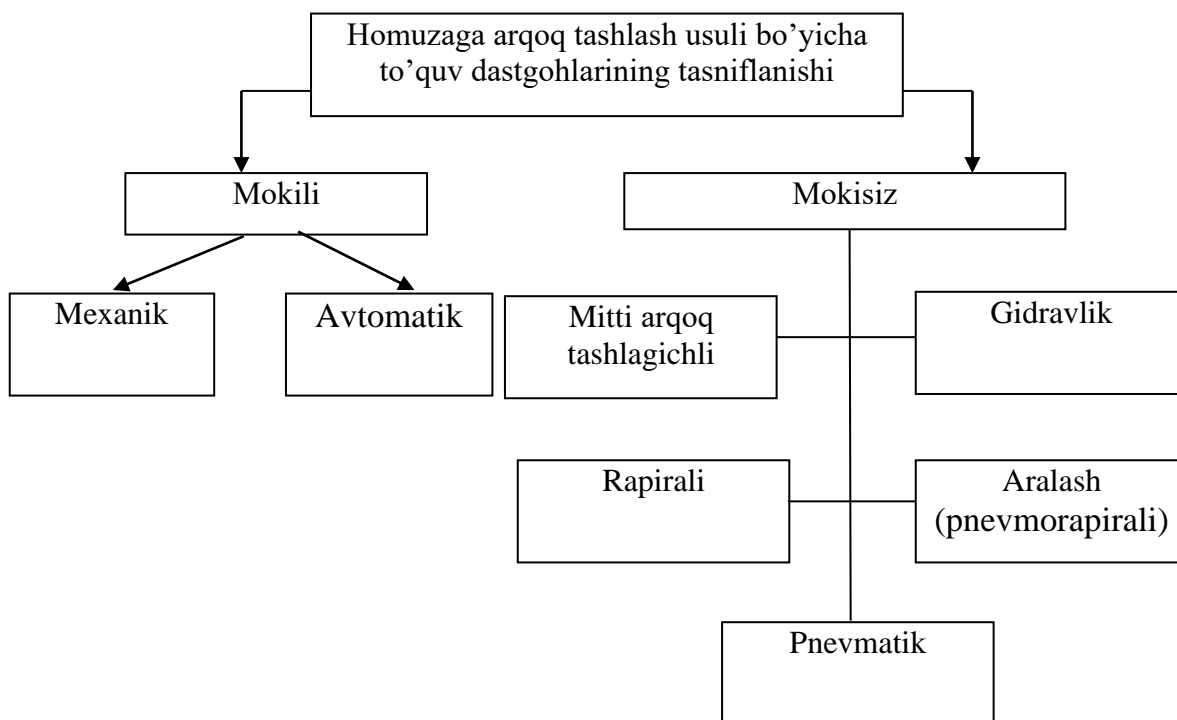 Homuzaga arqoq tashlash usuli bo’yicha
to’quv dastgohlarining tasniflanishi
Mokili
Mokisiz
Mexanik
Avtomatik
Mitti arqoq
tashlagichli
Gidravlik
Rapirali
Aralash
(pnevmorapirali)
Pnevmatik